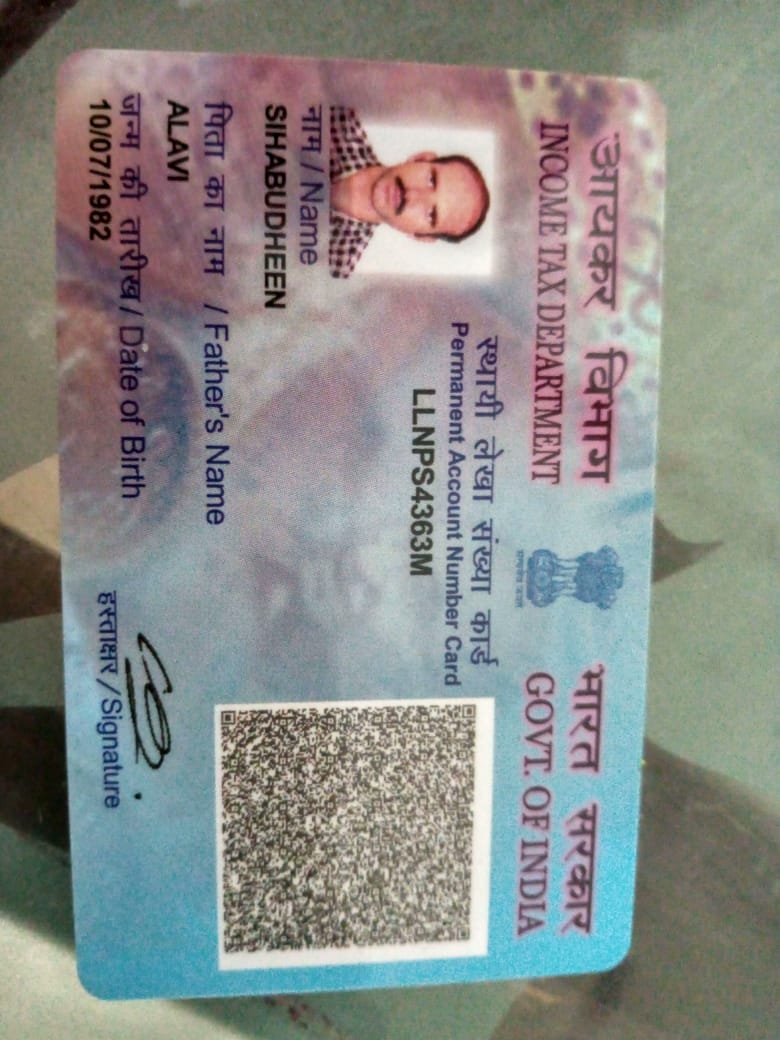 आयकर विभाग
INCOME TAX DEPARTMENT
सत्यमेव जयते
भारत सरकार
GOVT. OF INDIA
स्थायी लेखा संख्या कार्ड
Permanent Account Number Card
LLNPS4363M
नाम / Name
SIHABUDHEEN
पिता का नाम / Father's Name
ALAVI
जन्म की तारीख / Date of Birth
10/07/1982
हस्ताक्षर / Signature